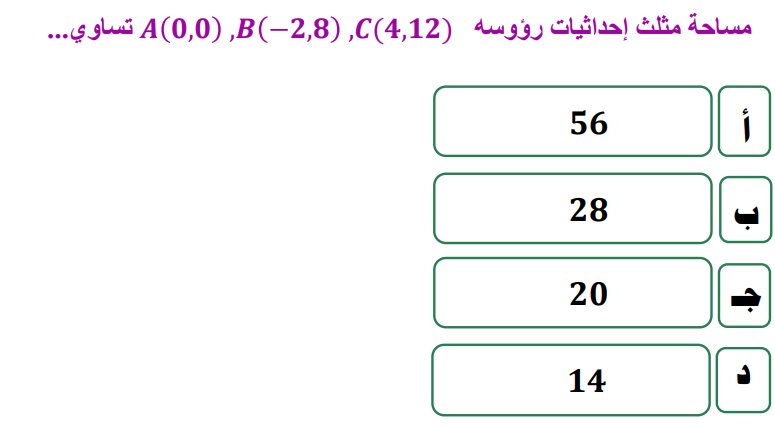 مساحة مثلث إحداثيات رؤوسه A(0,0) ,B(−2,8) ,C(4,12) تساوي...
أ 56
ب 28
جـ 20
د 14